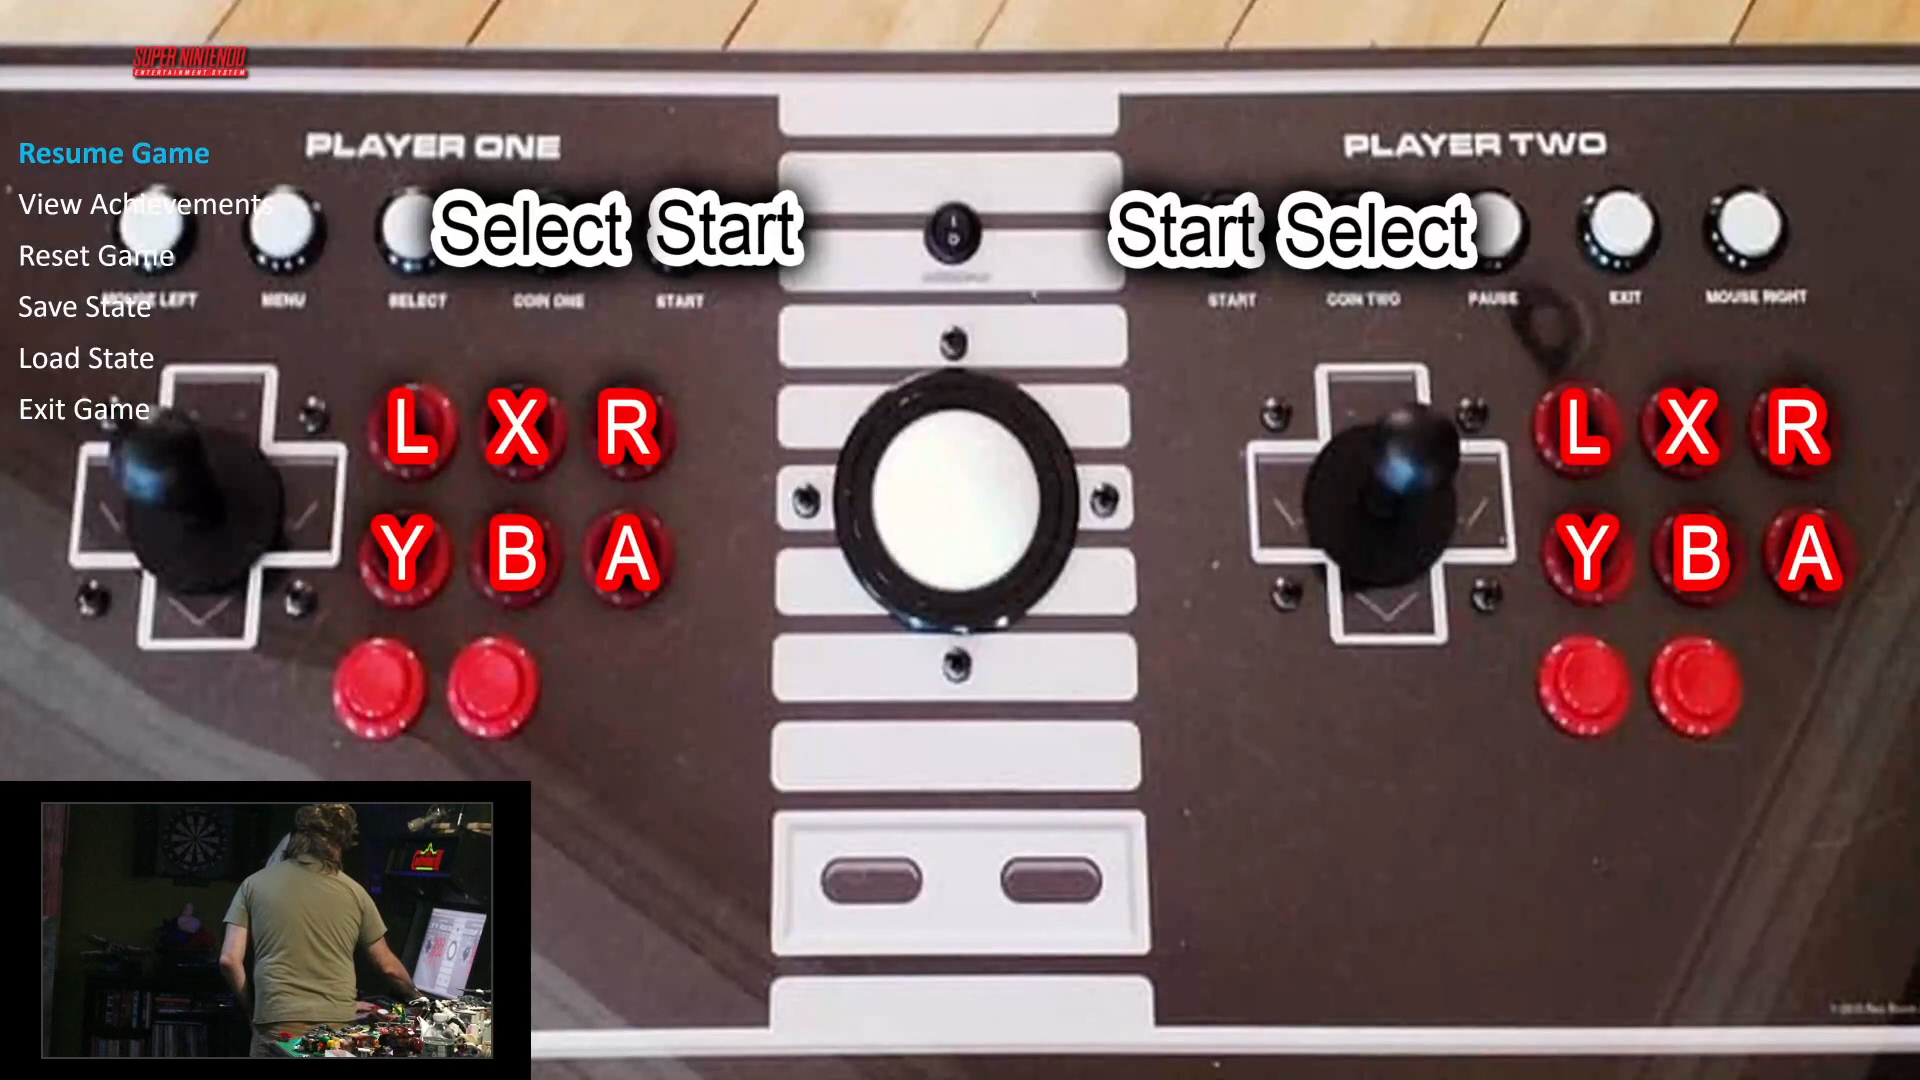 SUPER NINTENDO
ENTERTAINMENT SYSTEM
PLAYER ONE
PLAYER TWO
Resume Game
View Achievements
Reset Game
Save State
Load State
Exit Game
Select Start
Start Select
LEFT
MENU
SELECT
COIN ONE
START
START
COIN TWO
PAUSE
EXIT
MOUSE RIGHT
L X R
Y B A
L X R
Y B A